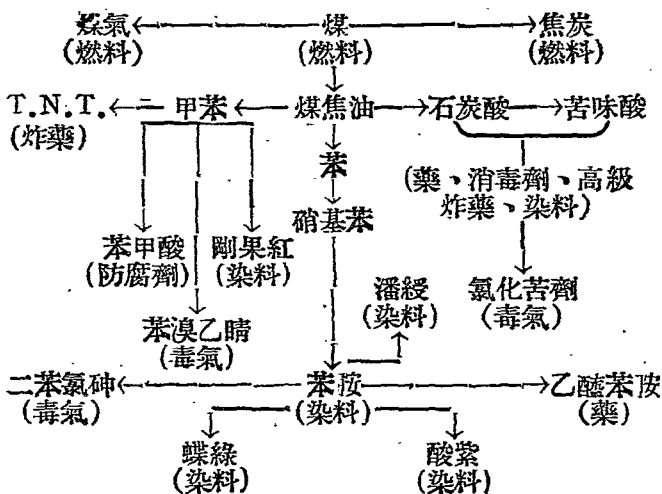 煤氣 煤 焦炭
(燃料) (燃料) (燃料)
T.N.T. 甲苯 煤焦油 石炭酸 苦味酸
(炸藥)
苯
(藥、消毒劑、高級
炸藥、染料)
硝基苯
苯甲酸 剛果紅
(防腐劑) (染料)
潘綬 氯化苦劑
(染料) (毒氣)
苯溴乙晴
(毒氣)
二苯氯砷 苯胺 乙醯苯胺
(毒氣) (染料) (藥)
蝶綠 酸紫
(染料) (染料)